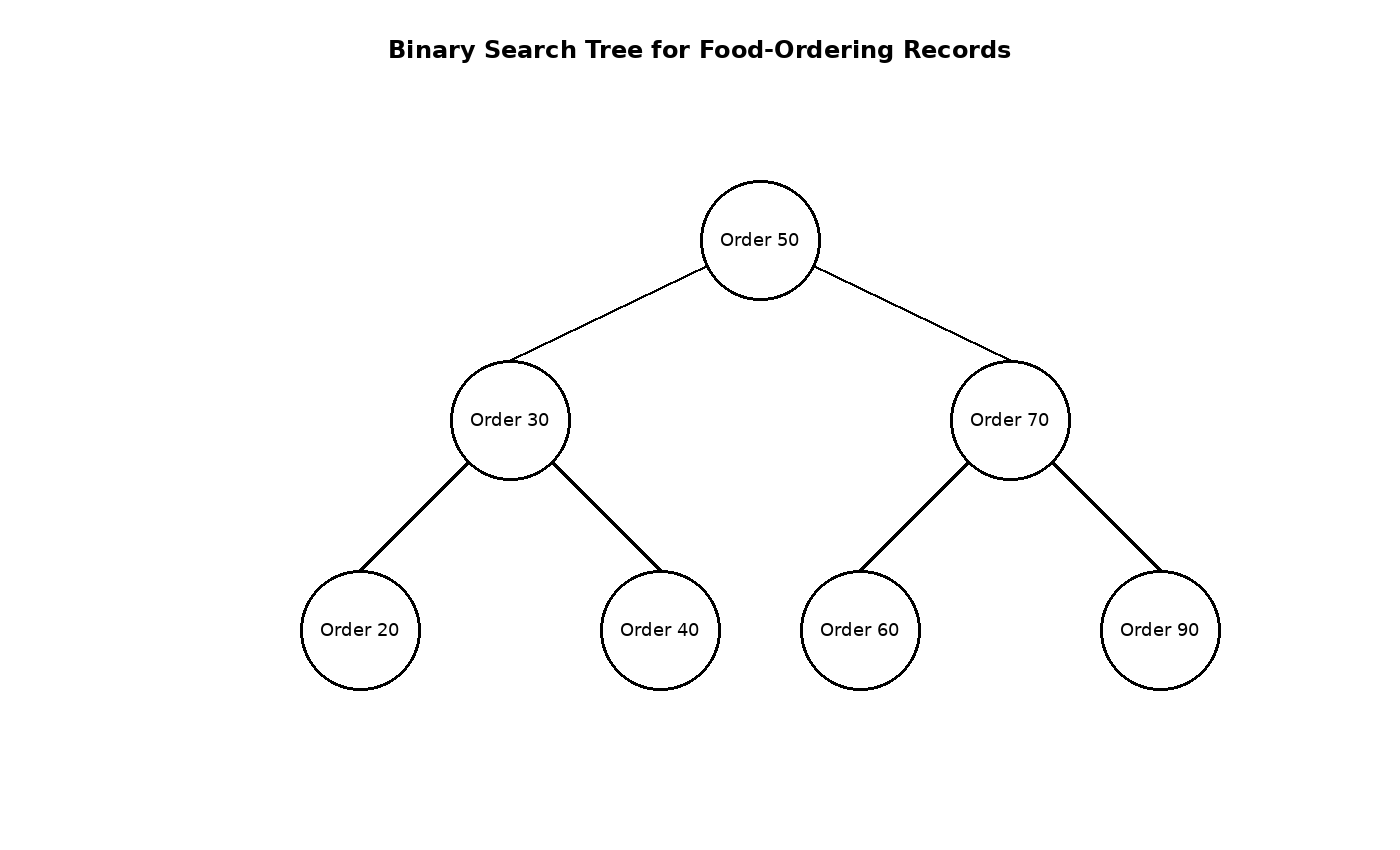 Binary Search Tree for Food-Ordering Records
Order 50
Order 30
Order 70
Order 20
Order 40
Order 60
Order 90